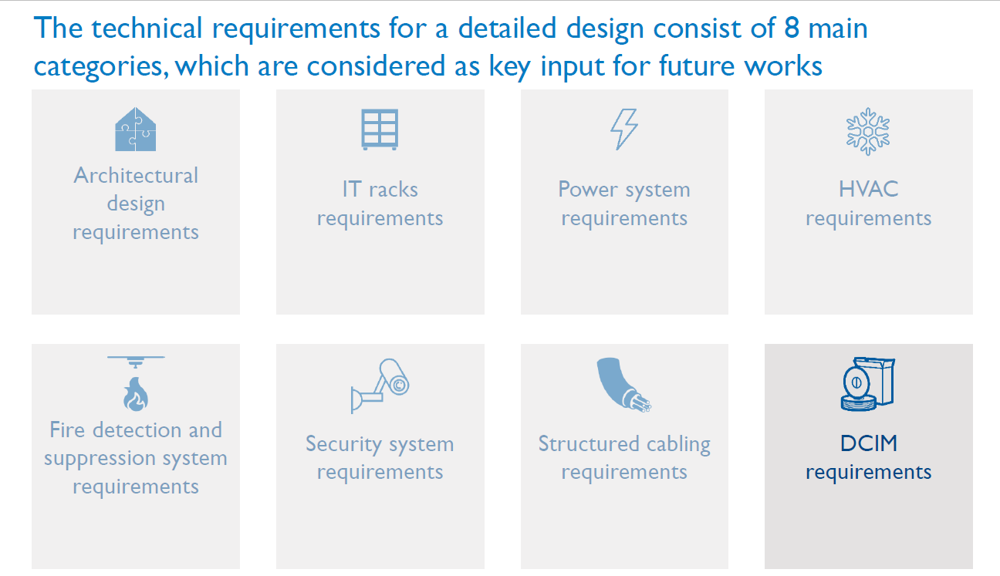 The technical requirements for a detailed design consist of 8 main
categories, which are considered as key input for future works
Architectural
design
requirements
IT racks
requirements
Power system
requirements
HVAC
requirements
Fire detection and
suppression system
requirements
Security system
requirements
Structured cabling
requirements
DCIM
requirements